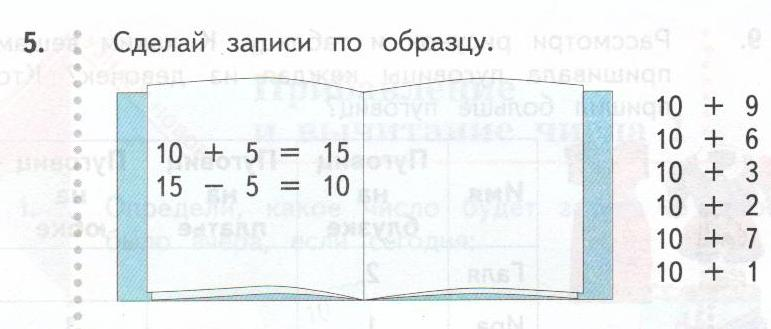 5. Сделай записи по образцу.
10 + 5 = 15
15 − 5 = 10
10 + 9
10 + 6
10 + 3
10 + 2
10 + 7
10 + 1